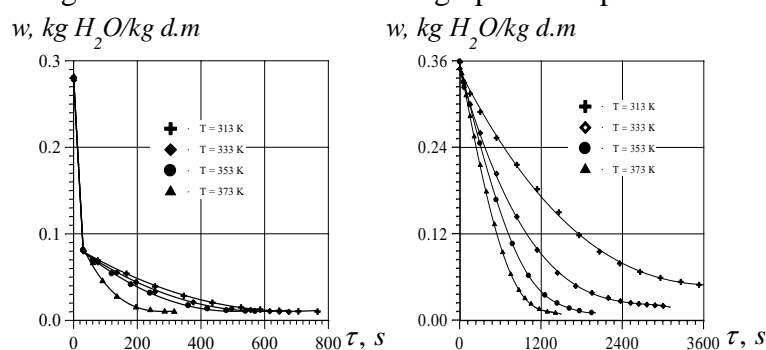 w, kg H2O/kg d.m
0.3
0.2
0.1
0.0
0 200 400 600 800
τ, s
· T = 313 K
· T = 333 K
· T = 353 K
· T = 373 K
w, kg H2O/kg d.m
0.36
0.24
0.12
0.00
0 1200 2400 3600
τ, s
· T = 313 K
· T = 333 K
· T = 353 K
· T = 373 K